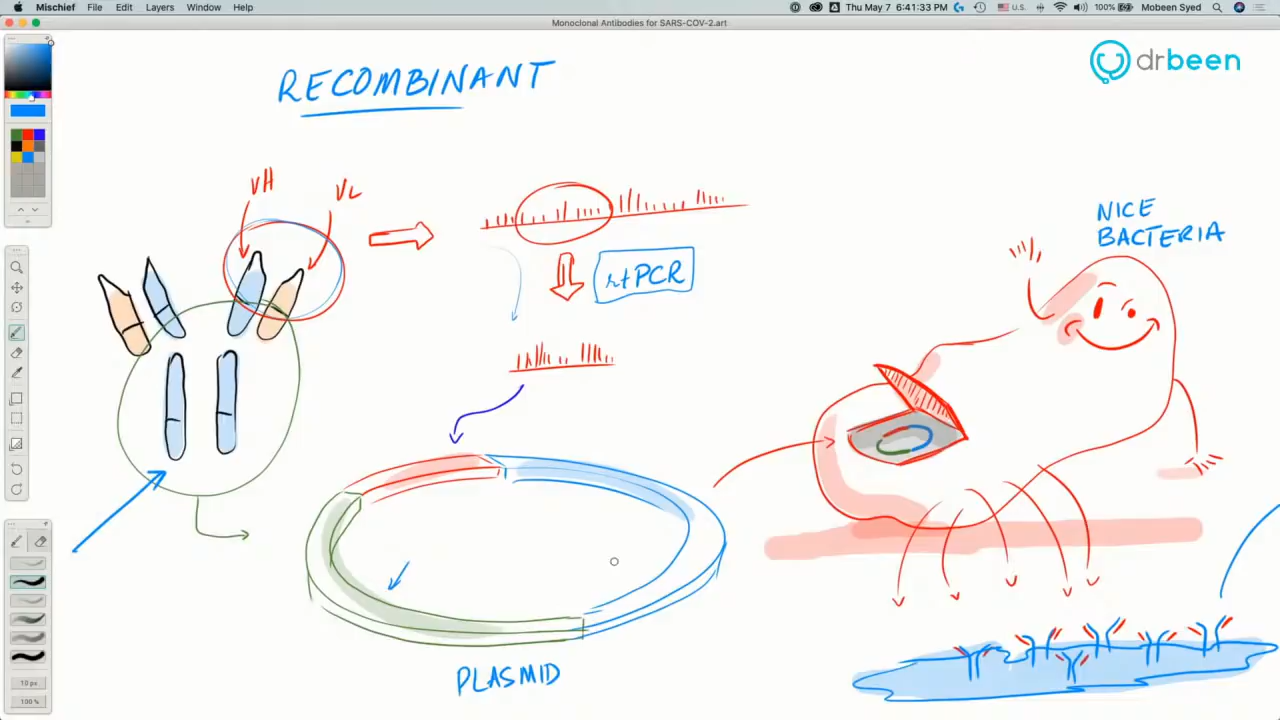 Mischief File Edit Layers Window Help
Thu May 7 6:41:33 PM U.S. 100% Mobeen Syed
Monoclonal Antibodies for SARS-COV-2.art
drbeen
RECOMBINANT
VH
VL
NICE
BACTERIA
rtPCR
PLASMID
10 px
100 %